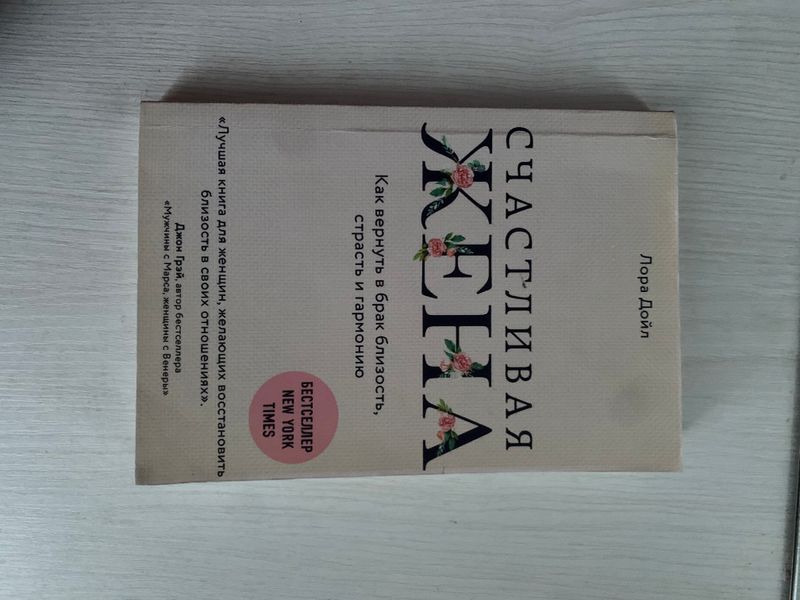 Лора Дойл
СЧАСТЛИВАЯ
ЖЕНА
Как вернуть в брак близость,
страсть и гармонию
БЕСТСЕЛЛЕР
NEW YORK
TIMES
«Лучшая книга для женщин, желающих восстановить
близость в своих отношениях».
Джон Грэй, автор бестселлера
«Мужчины с Марса, женщины с Венеры»